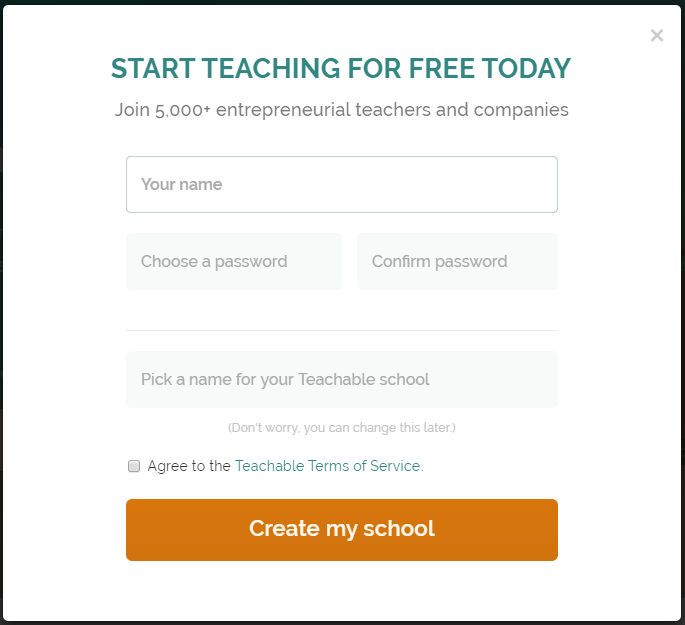 ×
START TEACHING FOR FREE TODAY
Join 5,000+ entrepreneurial teachers and companies
Your name
Choose a password Confirm password
Pick a name for your Teachable school
(Don't worry, you can change this later.)
Agree to the Teachable Terms of Service.
Create my school